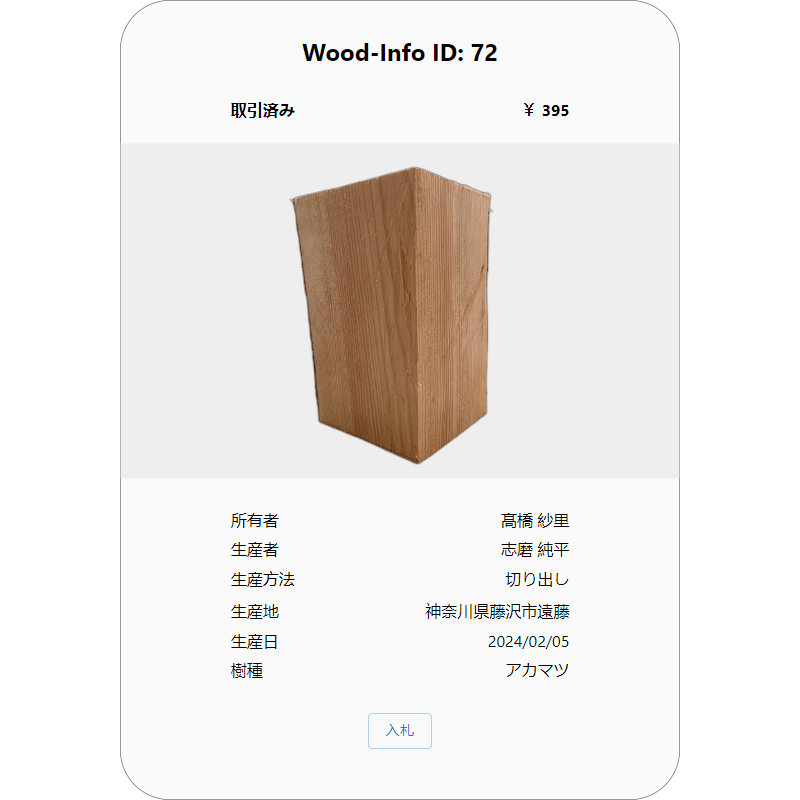 Wood-Info ID: 72
取引済み ￥ 395
所有者 髙橋 紗里
生産者 志磨 純平
生産方法 切り出し
生産地 神奈川県藤沢市遠藤
生産日 2024/02/05
樹種 アカマツ
入札